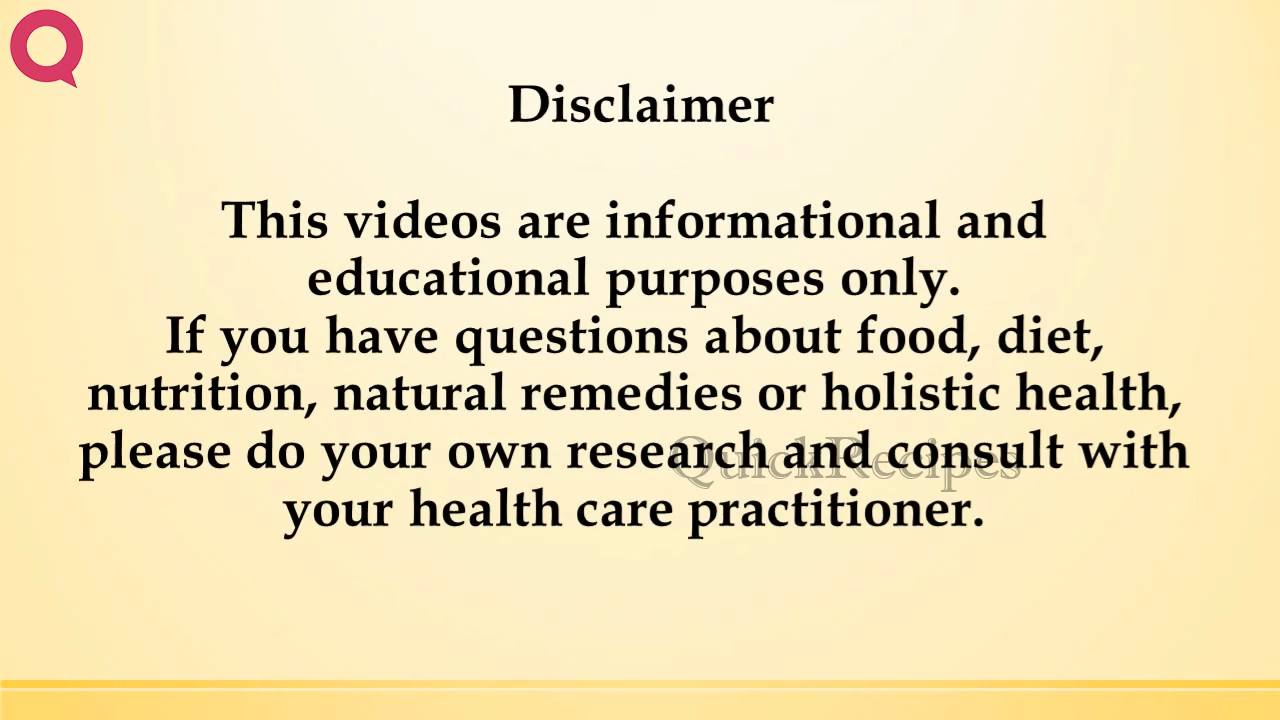 Disclaimer
This videos are informational and
educational purposes only.
If you have questions about food, diet,
nutrition, natural remedies or holistic health,
please do your own research and consult with
QuickRecipes
your health care practitioner.